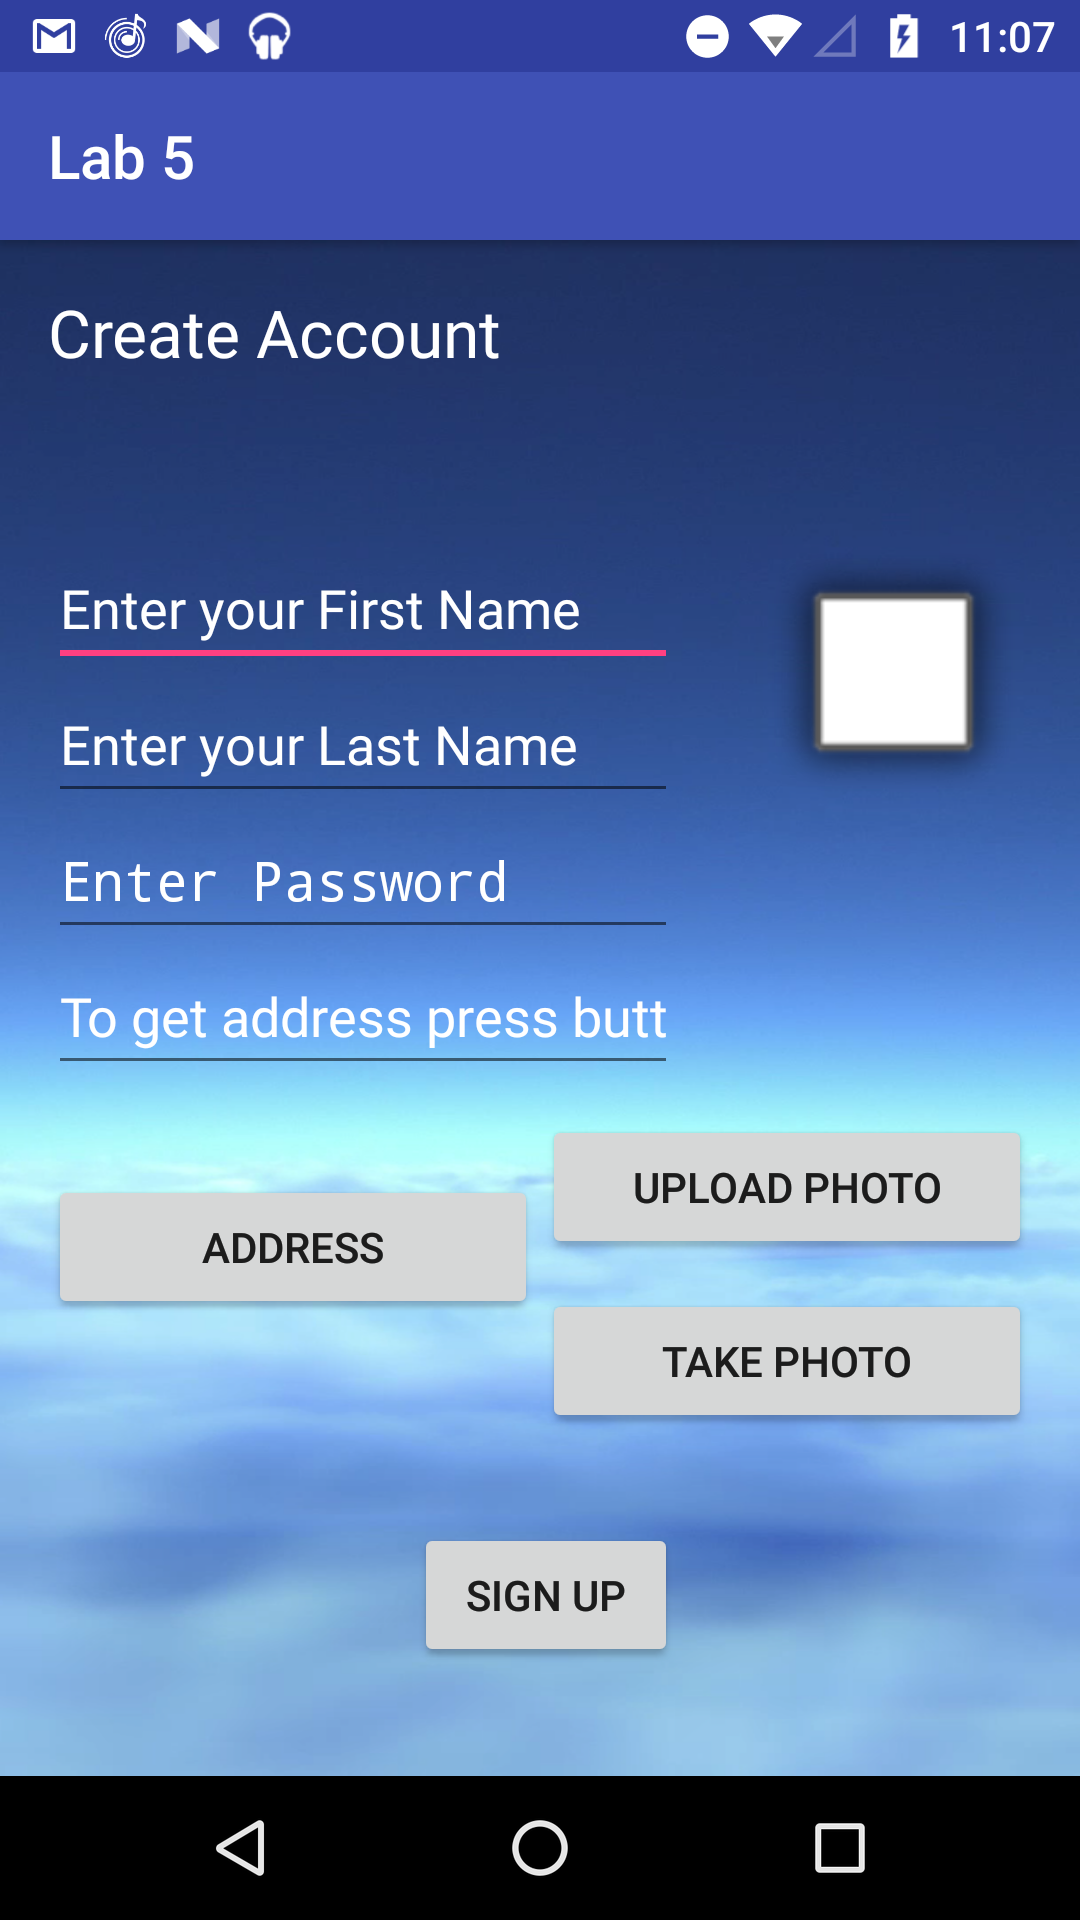 11:07
Lab 5
Create Account
Enter your First Name
Enter your Last Name
Enter Password
To get address press butt
UPLOAD PHOTO
ADDRESS
TAKE PHOTO
SIGN UP